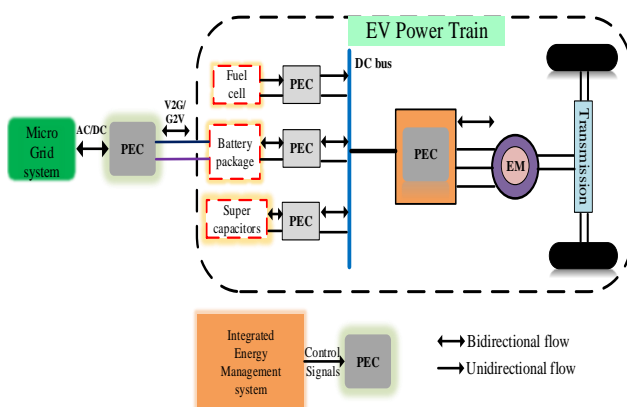 EV Power Train
DC bus
Fuel
cell
PEC
V2G/
G2V
AC/DC
Micro
Grid
system
PEC
Battery
package
PEC
PEC
EM
Transmission
Super
capacitors
PEC
Integrated
Energy
Management
system
Control
Signals
PEC
Bidirectional flow
Unidirectional flow